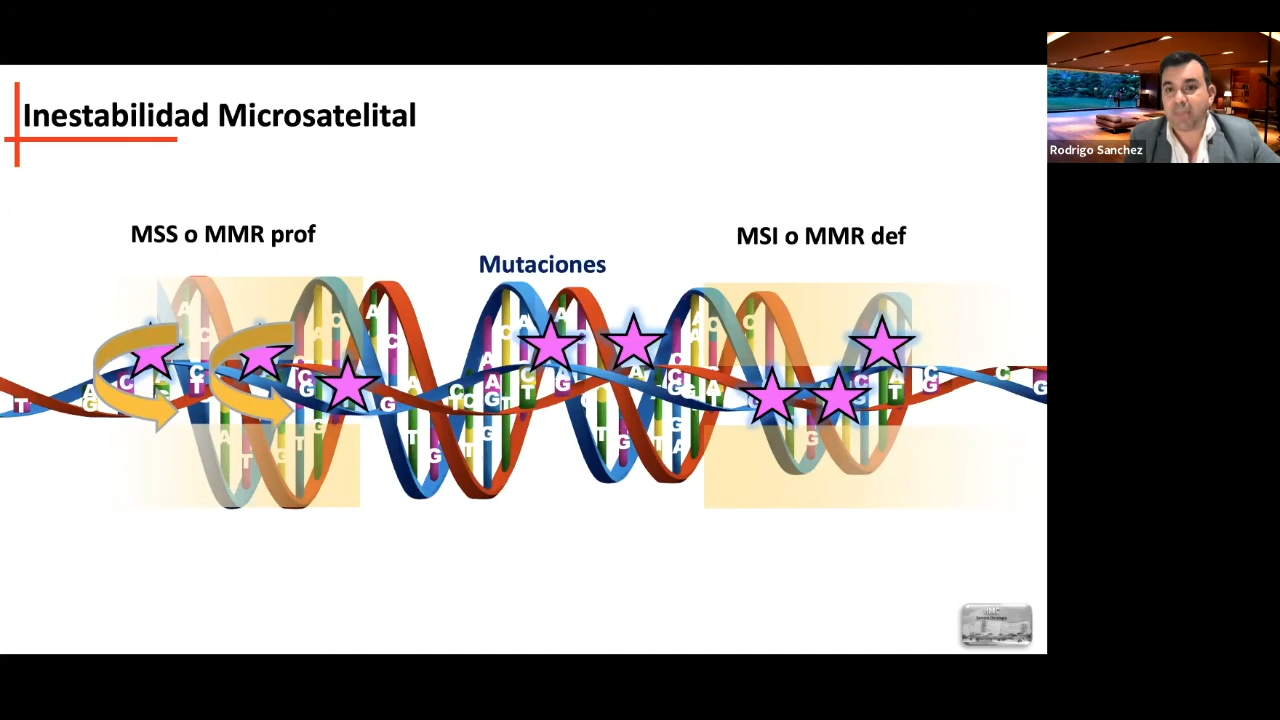 Inestabilidad Microsatelital
Rodrigo Sanchez
MSS o MMR prof
MSI o MMR def
Mutaciones